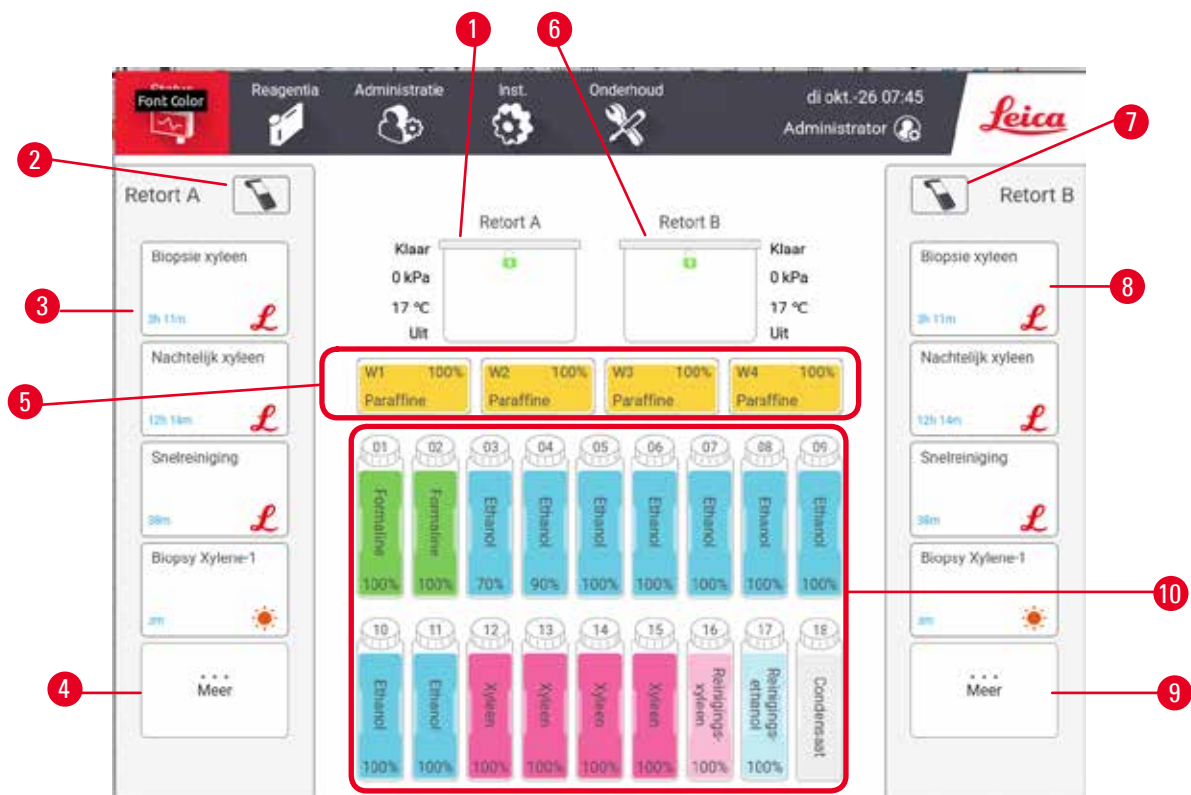 1
6
Font Color
Reagentia
Administratie
Inst.
Onderhoud
di okt.-26 07:45
Administrator
Leica
7
2
Retort A
Retort B
Retort A
Retort B
Klaar
0 kPa
17 °C
Uit
Klaar
0 kPa
17 °C
Uit
3
Biopsie xyleen
3h 11m
Nachtelijk xyleen
12h 14m
Snelreiniging
38m
Biopsy Xylene-1
4
Meer
5
W1 100%
Paraffine
W2 100%
Paraffine
W3 100%
Paraffine
W4 100%
Paraffine
01 02 03 04 05 06 07 08 09
Formaline Formaline Ethanol Ethanol Ethanol Ethanol Ethanol Ethanol Ethanol
100% 100% 70% 90% 100% 100% 100% 100% 100%
10 11 12 13 14 15 16 17 18
Ethanol Ethanol Xyleen Xyleen Xyleen Xyleen Reinigings-xyleen Reinigings-ethanol Condensaat
100% 100% 100% 100% 100% 100% 100% 100%
10
Biopsie xyleen
3h 11m
8
Nachtelijk xyleen
12h 14m
Snelreiniging
38m
Biopsy Xylene-1
Meer
9